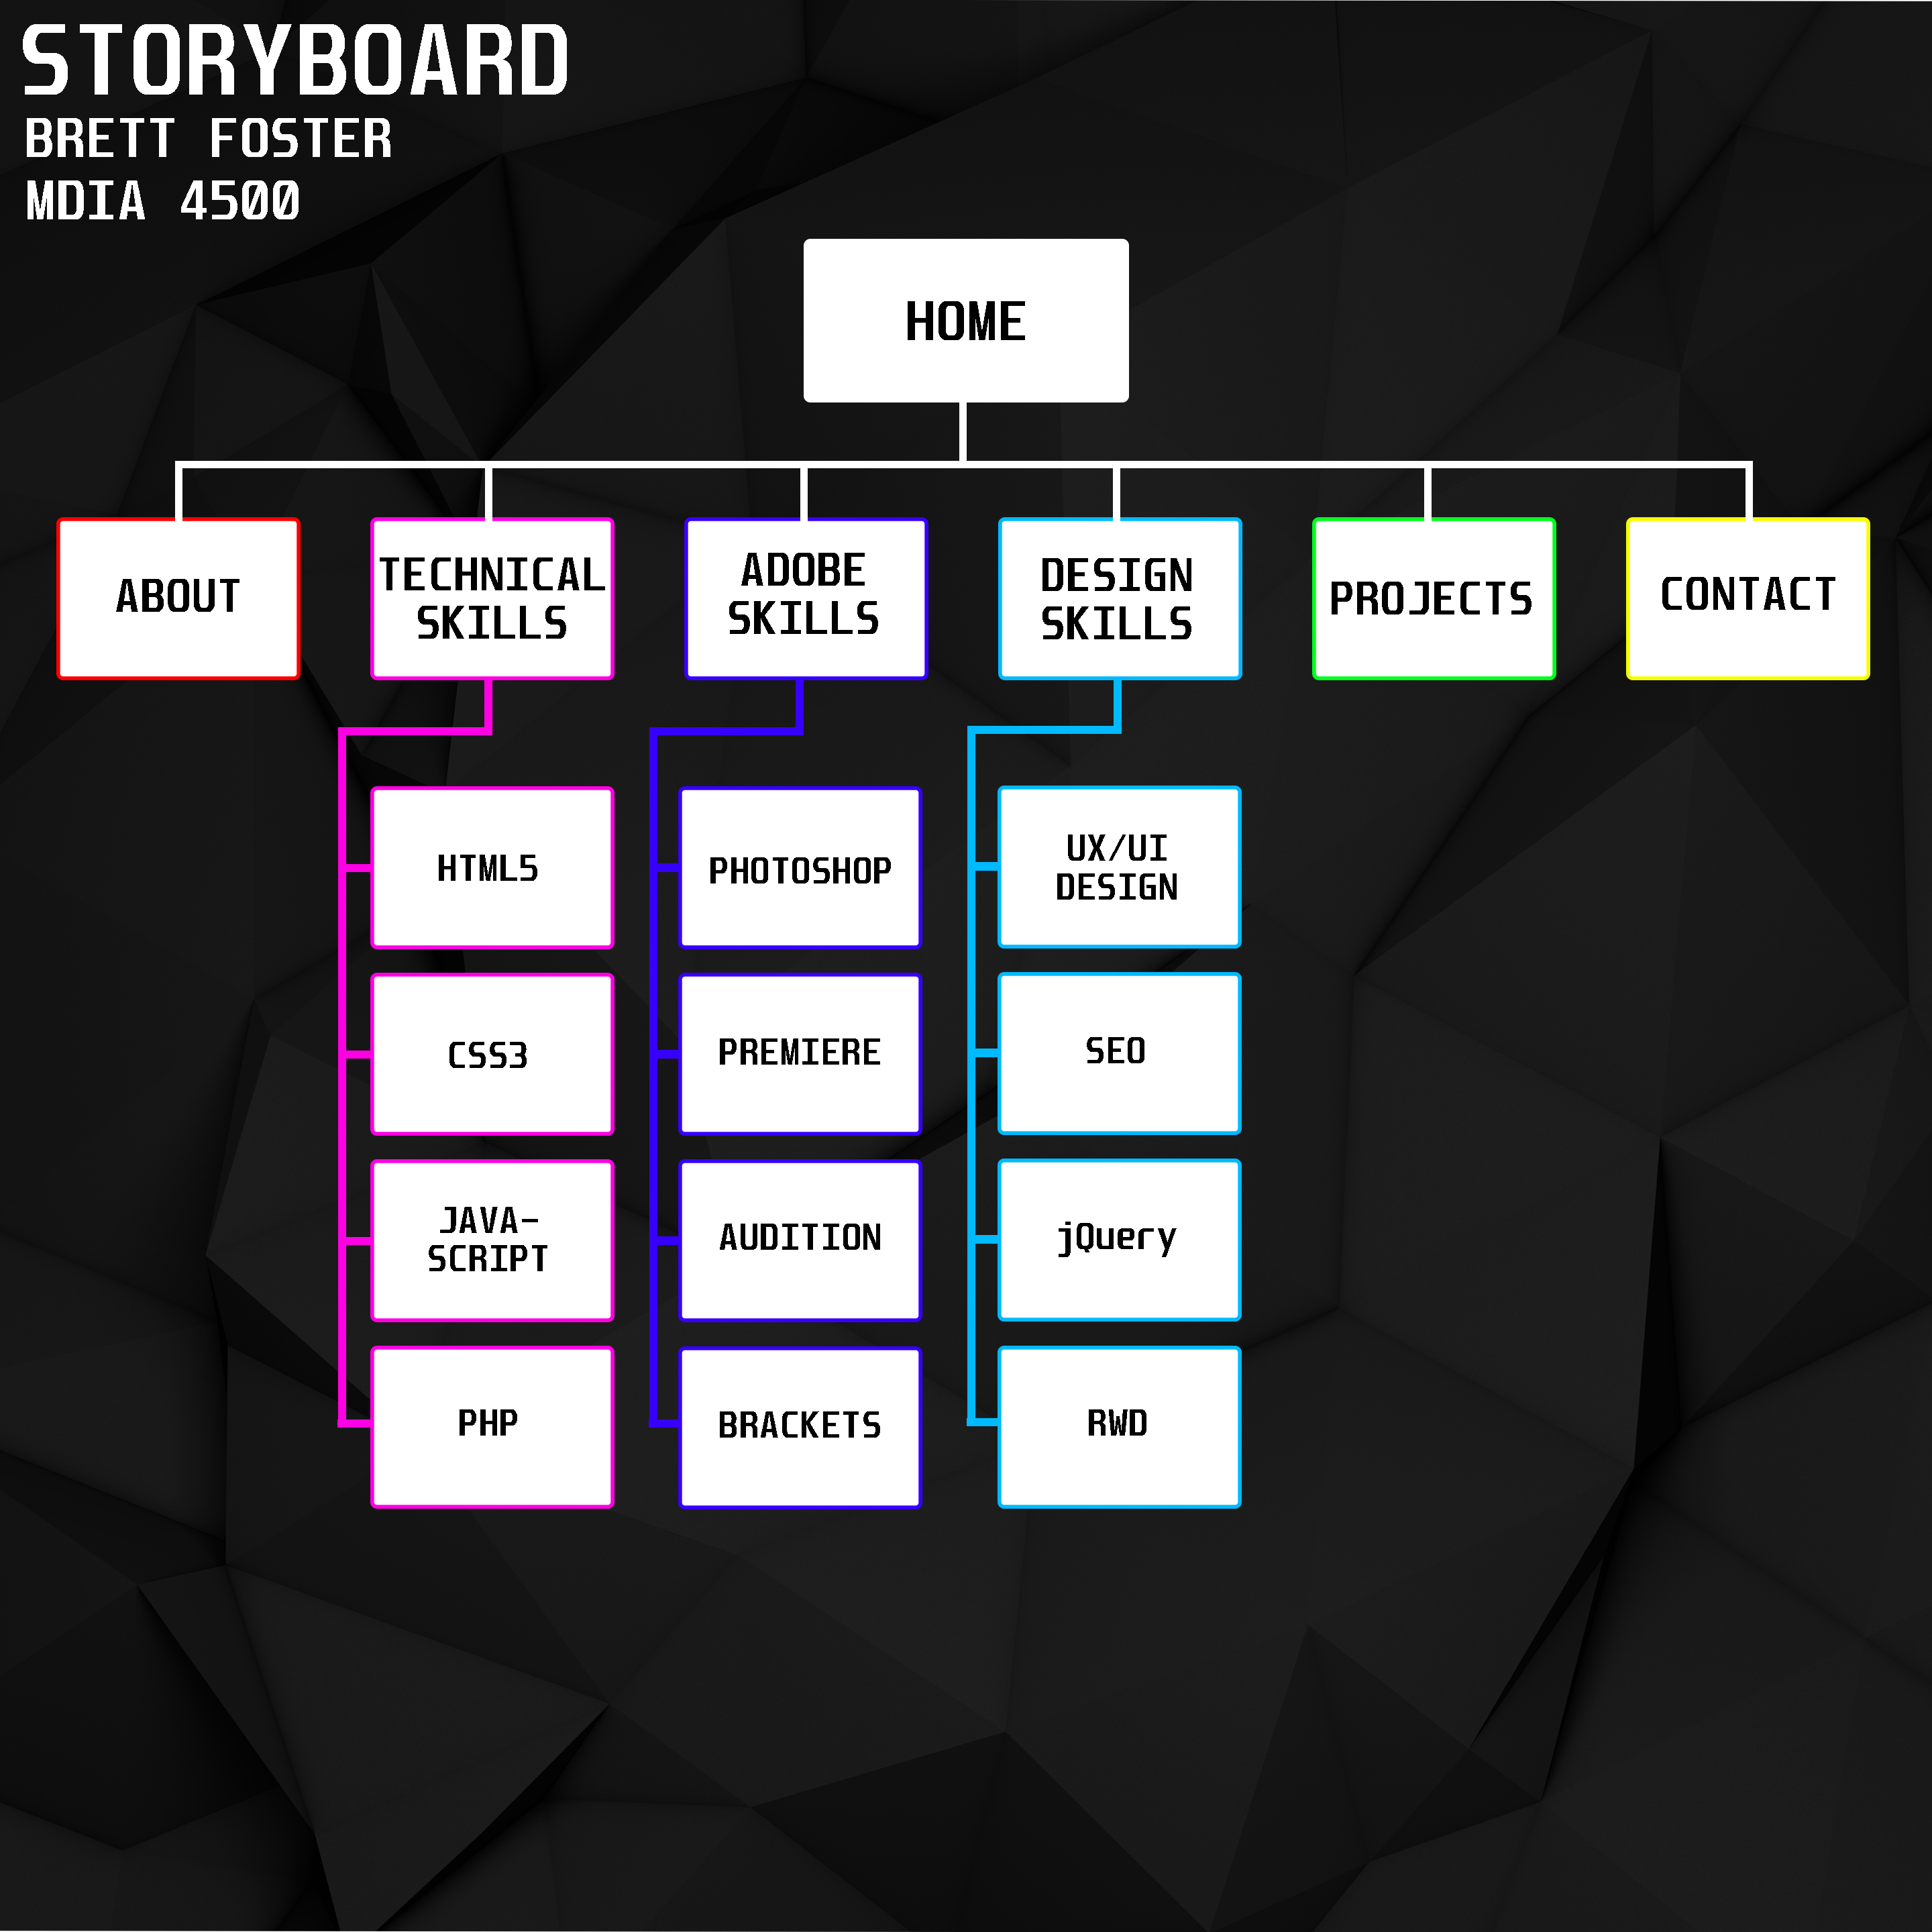 STORYBOARD
BRETT FOSTER
MDIA 4500
HOME
ABOUT
TECHNICAL
SKILLS
ADOBE
SKILLS
DESIGN
SKILLS
PROJECTS
CONTACT
HTML5
CSS3
JAVA-
SCRIPT
PHP
PHOTOSHOP
PREMIERE
AUDITION
BRACKETS
UX/UI
DESIGN
SEO
jQuery
RWD